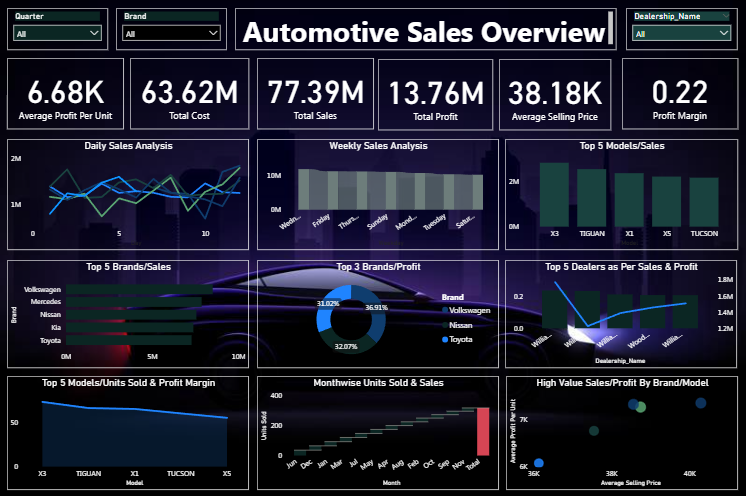 Quarter
All
Brand
All
Automotive Sales Overview
Dealership_Name
All
6.68K
Average Profit Per Unit
63.62M
Total Cost
77.39M
Total Sales
13.76M
Total Profit
38.18K
Average Selling Price
0.22
Profit Margin
Daily Sales Analysis
2M
1M
0
5
10
Weekly Sales Analysis
10M
0M
Wedn...
Friday
Thurs...
Sunday
Mond...
Tuesday
Satur...
Top 5 Models/Sales
2M
0M
X3
TIGUAN
X1
X5
TUCSON
Top 5 Brands/Sales
Brand
Volkswagen
Mercedes
Nissan
Kia
Toyota
0M
5M
10M
Top 3 Brands/Profit
31.02%
36.91%
32.07%
Brand
Volkswagen
Nissan
Toyota
Top 5 Dealers as Per Sales & Profit
0.2
0.0
1.8M
1.6M
1.4M
1.2M
Willia...
Willia...
Wood...
Willia...
Dealership_Name
Top 5 Models/Units Sold & Profit Margin
50
0
X3
TIGUAN
X1
TUCSON
X5
Model
Monthwise Units Sold & Sales
Units Sold
400
200
0
Jun
Dec
Jan
Mar
Jul
May
Apr
Aug
Feb
Oct
Sep
Nov
Total
Month
High Value Sales/Profit By Brand/Model
Average Profit Per Unit
7K
6K
36K
38K
40K
Average Selling Price